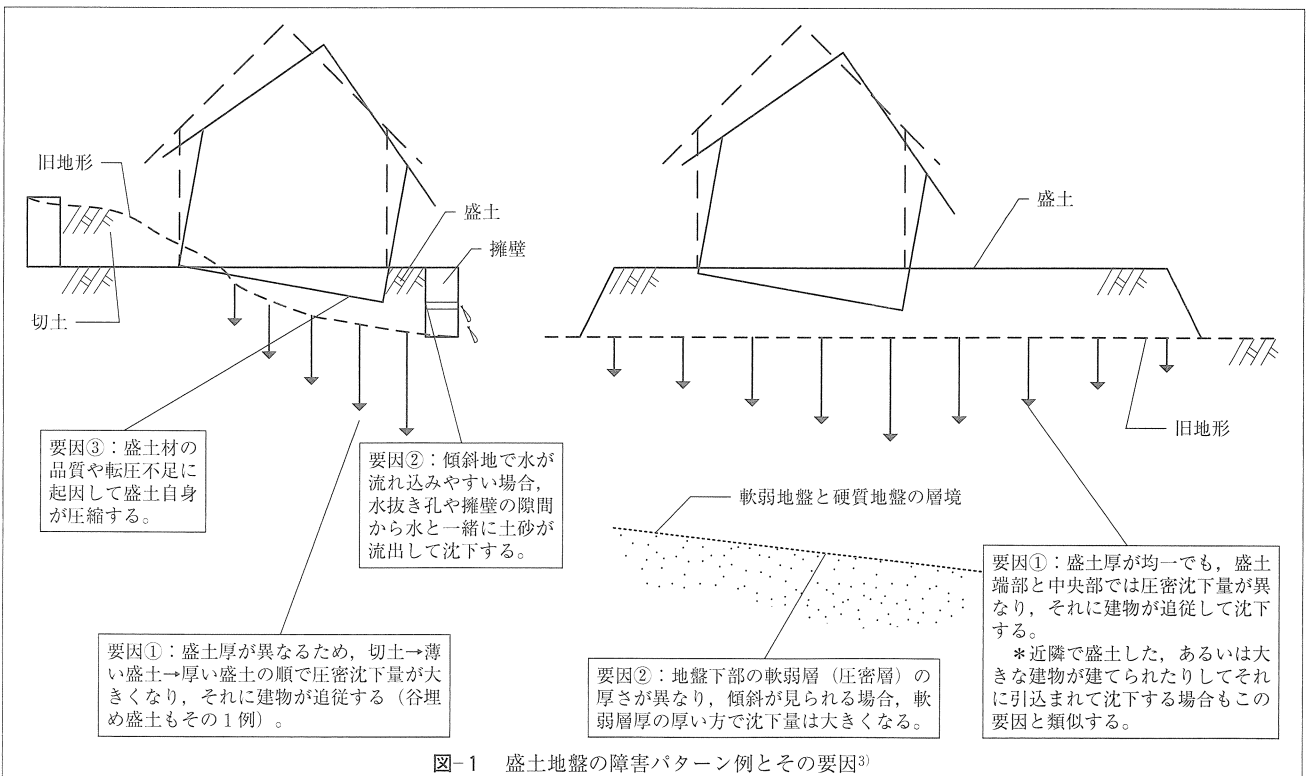 旧地形
盛土
擁壁
切土
要因③：盛土材の
品質や転圧不足に
起因して盛土自身
が圧縮する。
要因②：傾斜地で水が
流れ込みやすい場合，
水抜き孔や擁壁の隙間
から水と一緒に土砂が
流出して沈下する。
要因①：盛土厚が異なるため，切土→薄
い盛土→厚い盛土の順で圧密沈下量が大
きくなり，それに建物が追従する（谷埋
め盛土もその１例）。
盛土
旧地形
軟弱地盤と硬質地盤の層境
要因②：地盤下部の軟弱層（圧密層）の
厚さが異なり，傾斜が見られる場合，軟
弱層厚の厚い方で沈下量は大きくなる。
要因①：盛土厚が均一でも，盛土
端部と中央部では圧密沈下量が異
なり，それに建物が追従して沈下
する。
＊近隣で盛土した，あるいは大
きな建物が建てられたりしてそれ
に引込まれて沈下する場合もこの
要因と類似する。
図-1　盛土地盤の障害パターン例とその要因3)